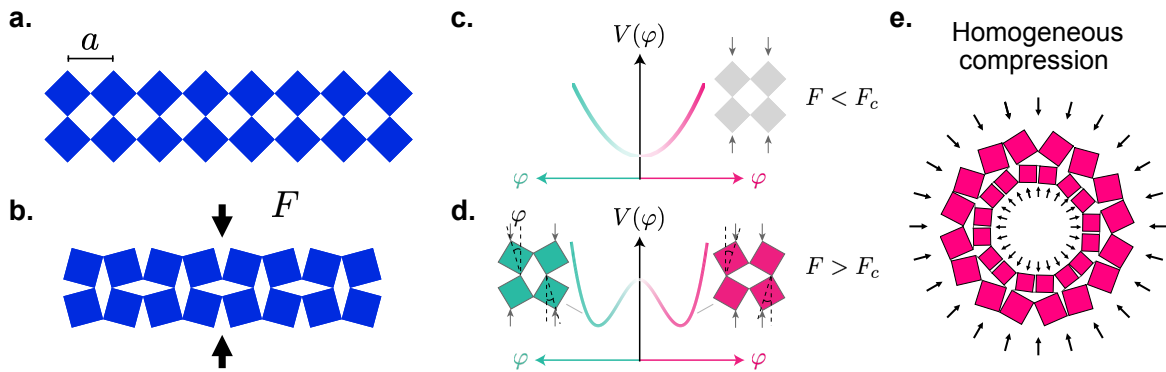 a.
a
b.
F
c.
V(φ)
F < F_c
φ
φ
d.
φ
V(φ)
F > F_c
φ
φ
e.
Homogeneous
compression